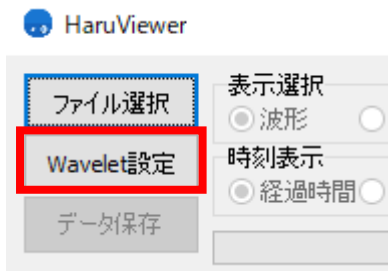 HaruViewer
ファイル選択
表示選択
波形
Wavelet設定
時刻表示
経過時間
データ保存